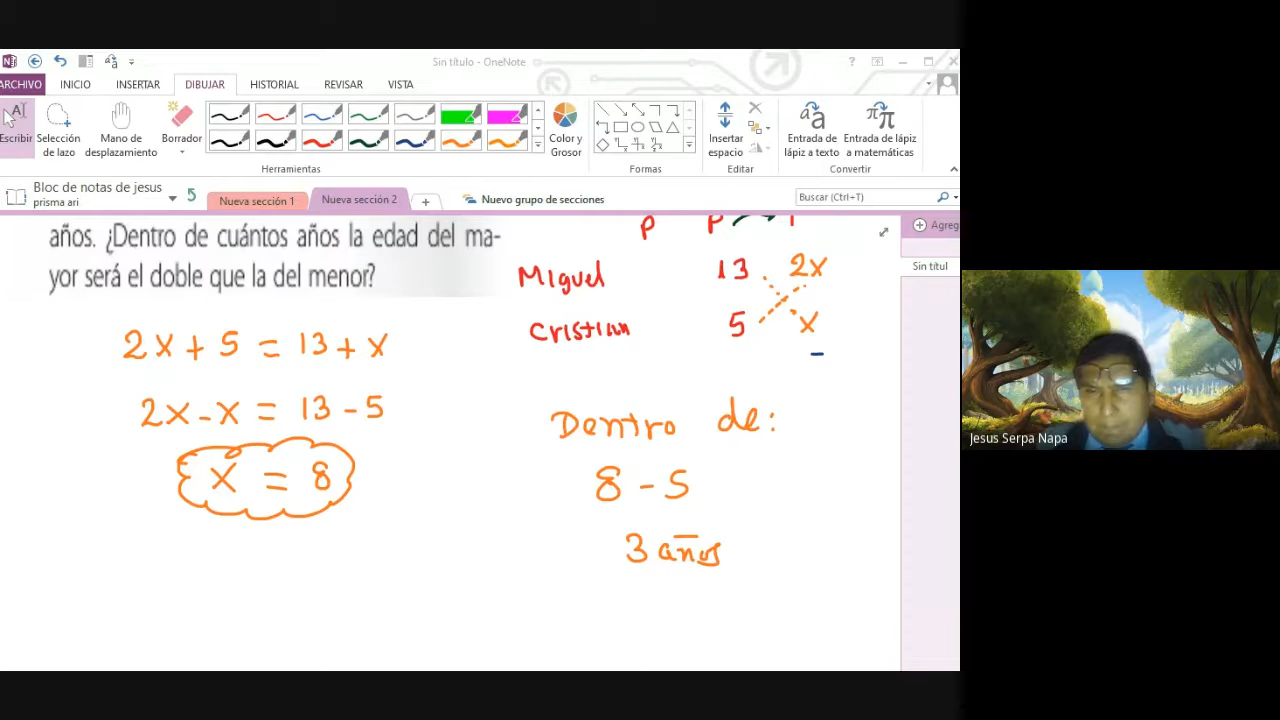 Sin título - OneNote
ARCHIVO INICIO INSERTAR DIBUJAR HISTORIAL REVISAR VISTA
Escribir
Selección de lazo
Mano de desplazamiento
Borrador
Color y Grosor
Insertar espacio
Entrada de lápiz a texto
Entrada de lápiz a matemáticas
Herramientas
Formas
Editar
Convertir
Bloc de notas de jesus
prisma ari
Nueva sección 1
Nueva sección 2
Nuevo grupo de secciones
Buscar (Ctrl+T)
Agreg
Sin títul
años. ¿Dentro de cuántos años la edad del ma-
yor será el doble que la del menor?
2x + 5 = 13 + x
2x - x = 13 - 5
x = 8
P P
Miguel 13 2x
Cristian 5 x
Dentro de:
8 - 5
3 años
Jesus Serpa Napa